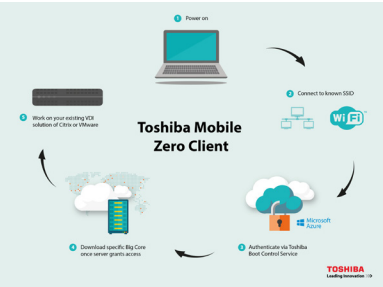 1 Power on
2 Connect to known SSID
WiFi
Toshiba Mobile
Zero Client
5 Work on your existing VDI
solution of Citrix or VMware
Microsoft
Azure
4 Download specific Big Core
once server grants access
3 Authenticate via Toshiba
Boot Control Service
TOSHIBA
Leading Innovation >>>